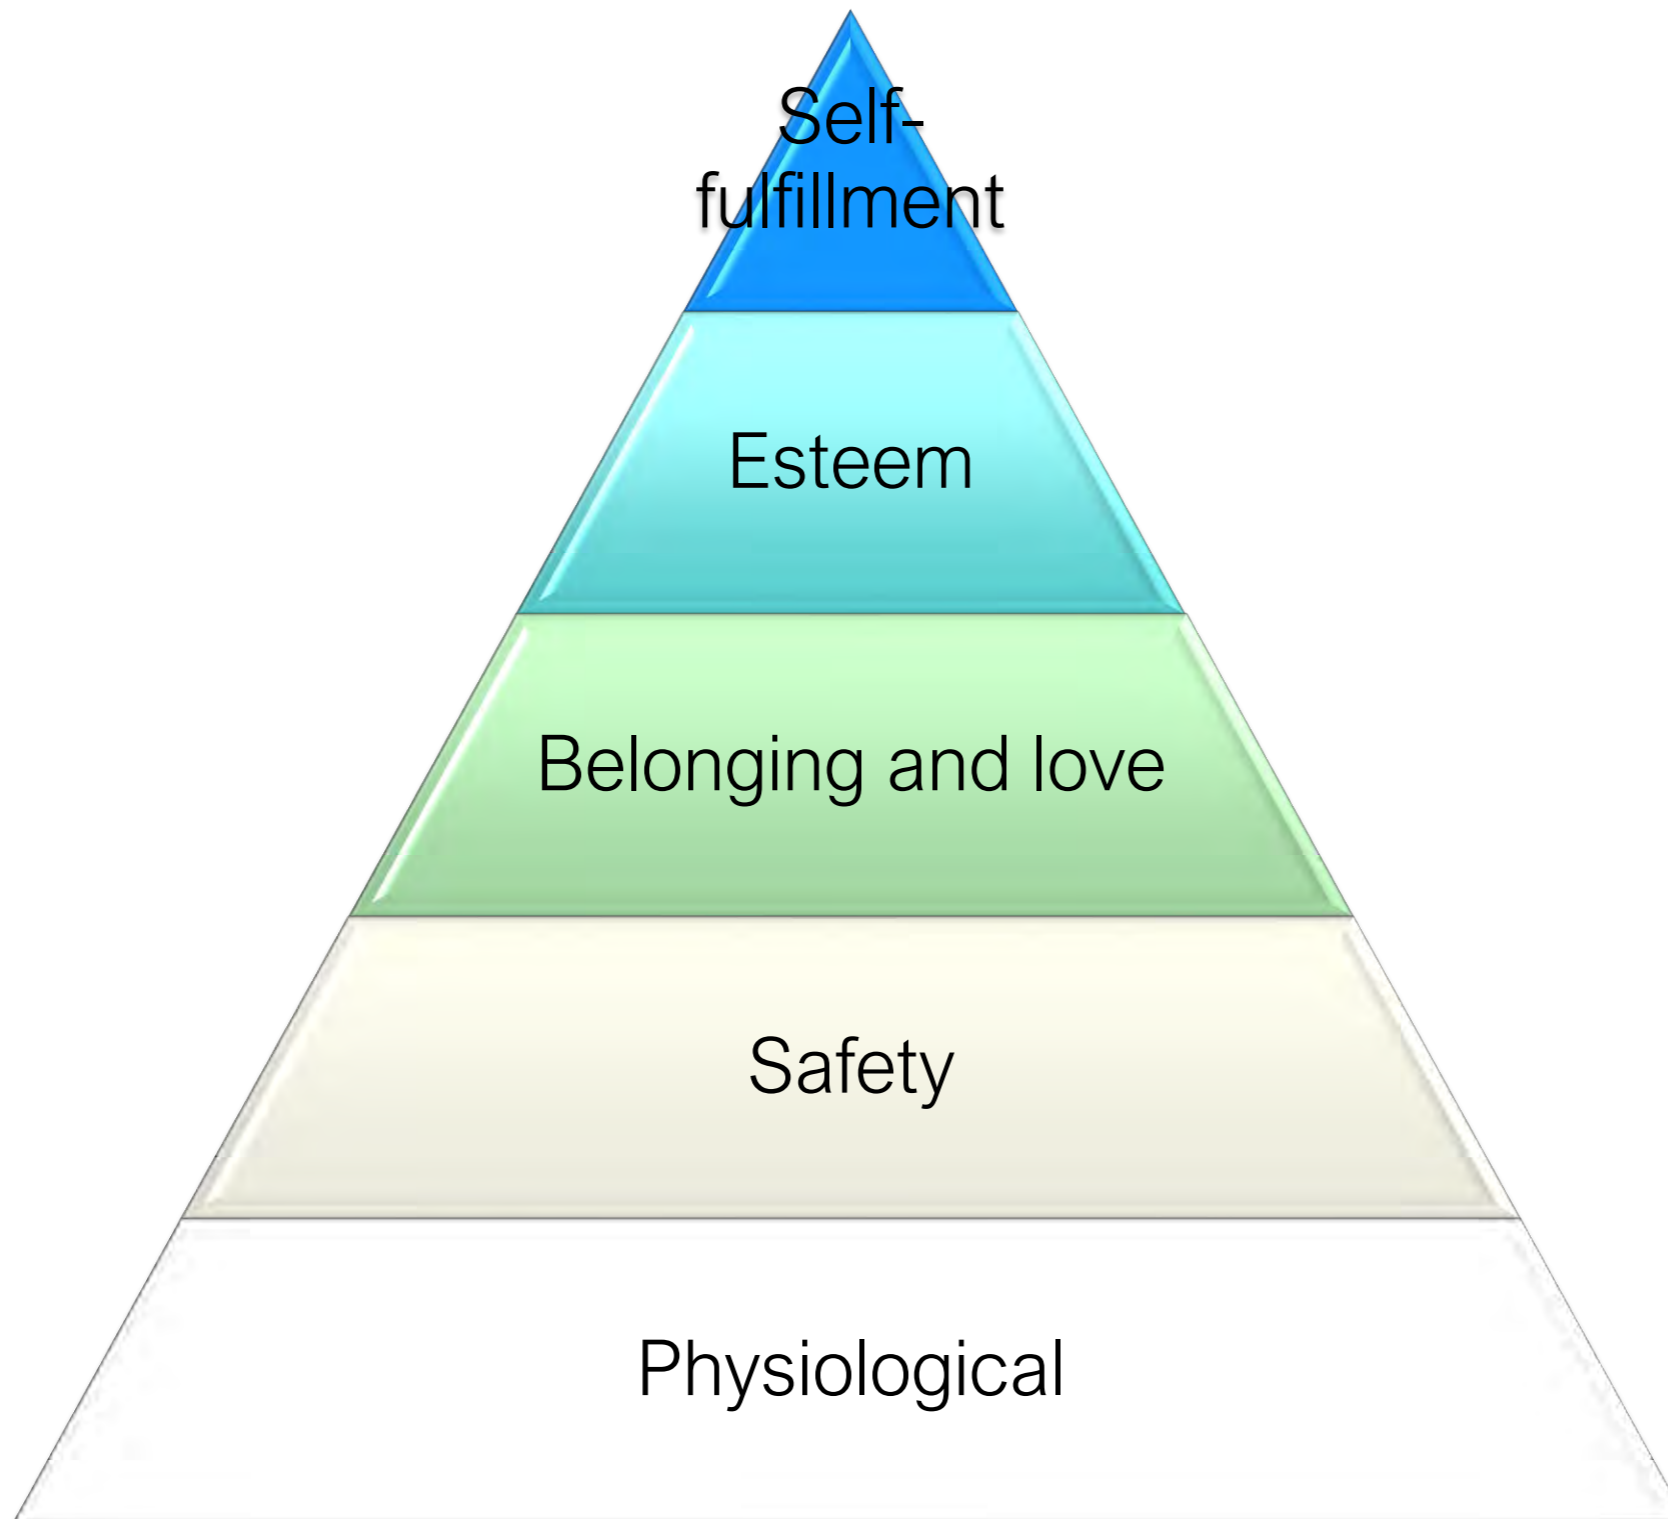 Self-
fulfillment
Esteem
Belonging and love
Safety
Physiological